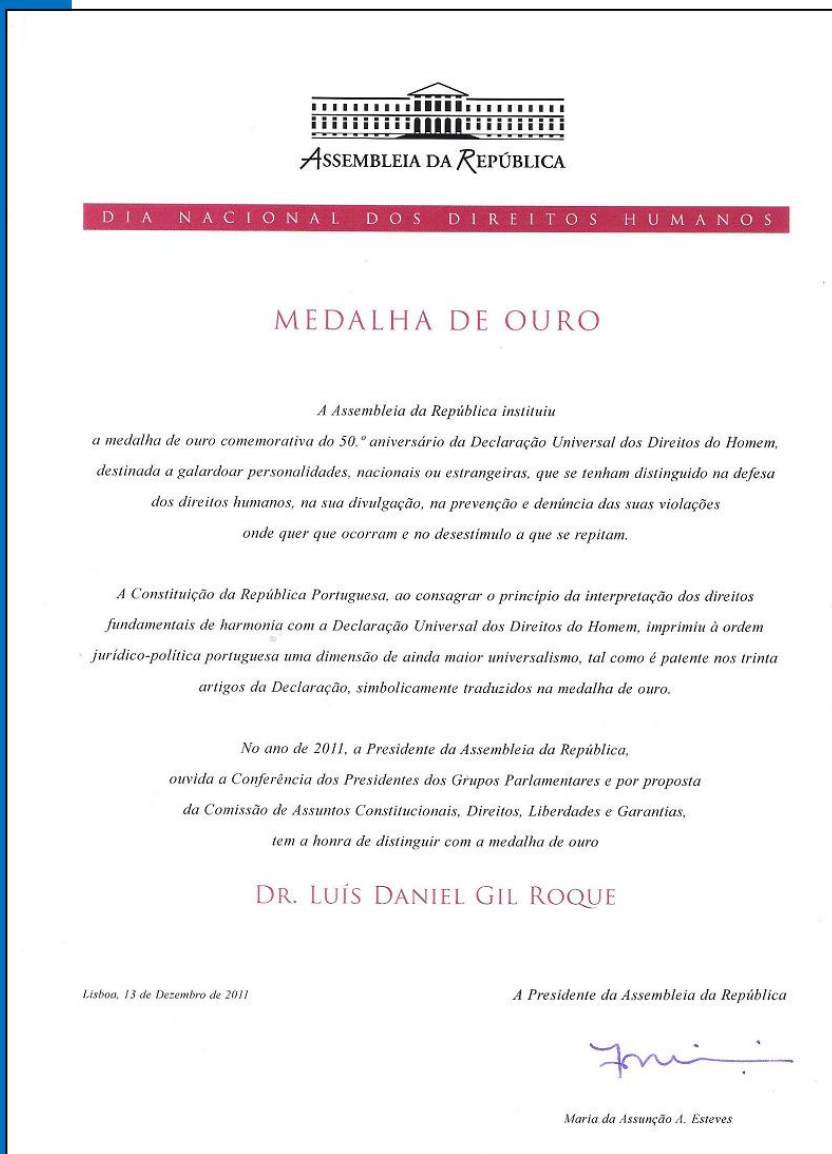 ASSEMBLEIA DA REPÚBLICA
DIA NACIONAL DOS DIREITOS HUMANOS
MEDALHA DE OURO
A Assembleia da República instituiu
a medalha de ouro comemorativa do 50.º aniversário da Declaração Universal dos Direitos do Homem,
destinada a galardoar personalidades, nacionais ou estrangeiras, que se tenham distinguido na defesa
dos direitos humanos, na sua divulgação, na prevenção e denúncia das suas violações
onde quer que ocorram e no desestímulo a que se repitam.
A Constituição da República Portuguesa, ao consagrar o princípio da interpretação dos direitos
fundamentais de harmonia com a Declaração Universal dos Direitos do Homem, imprimiu à ordem
jurídico-política portuguesa uma dimensão de ainda maior universalismo, tal como é patente nos trinta
artigos da Declaração, simbolicamente traduzidos na medalha de ouro.
No ano de 2011, a Presidente da Assembleia da República,
ouvida a Conferência dos Presidentes dos Grupos Parlamentares e por proposta
da Comissão de Assuntos Constitucionais, Direitos, Liberdades e Garantias,
tem a honra de distinguir com a medalha de ouro
DR. LUÍS DANIEL GIL ROQUE
Lisboa, 13 de Dezembro de 2011
A Presidente da Assembleia da República
Maria da Assunção A. Esteves